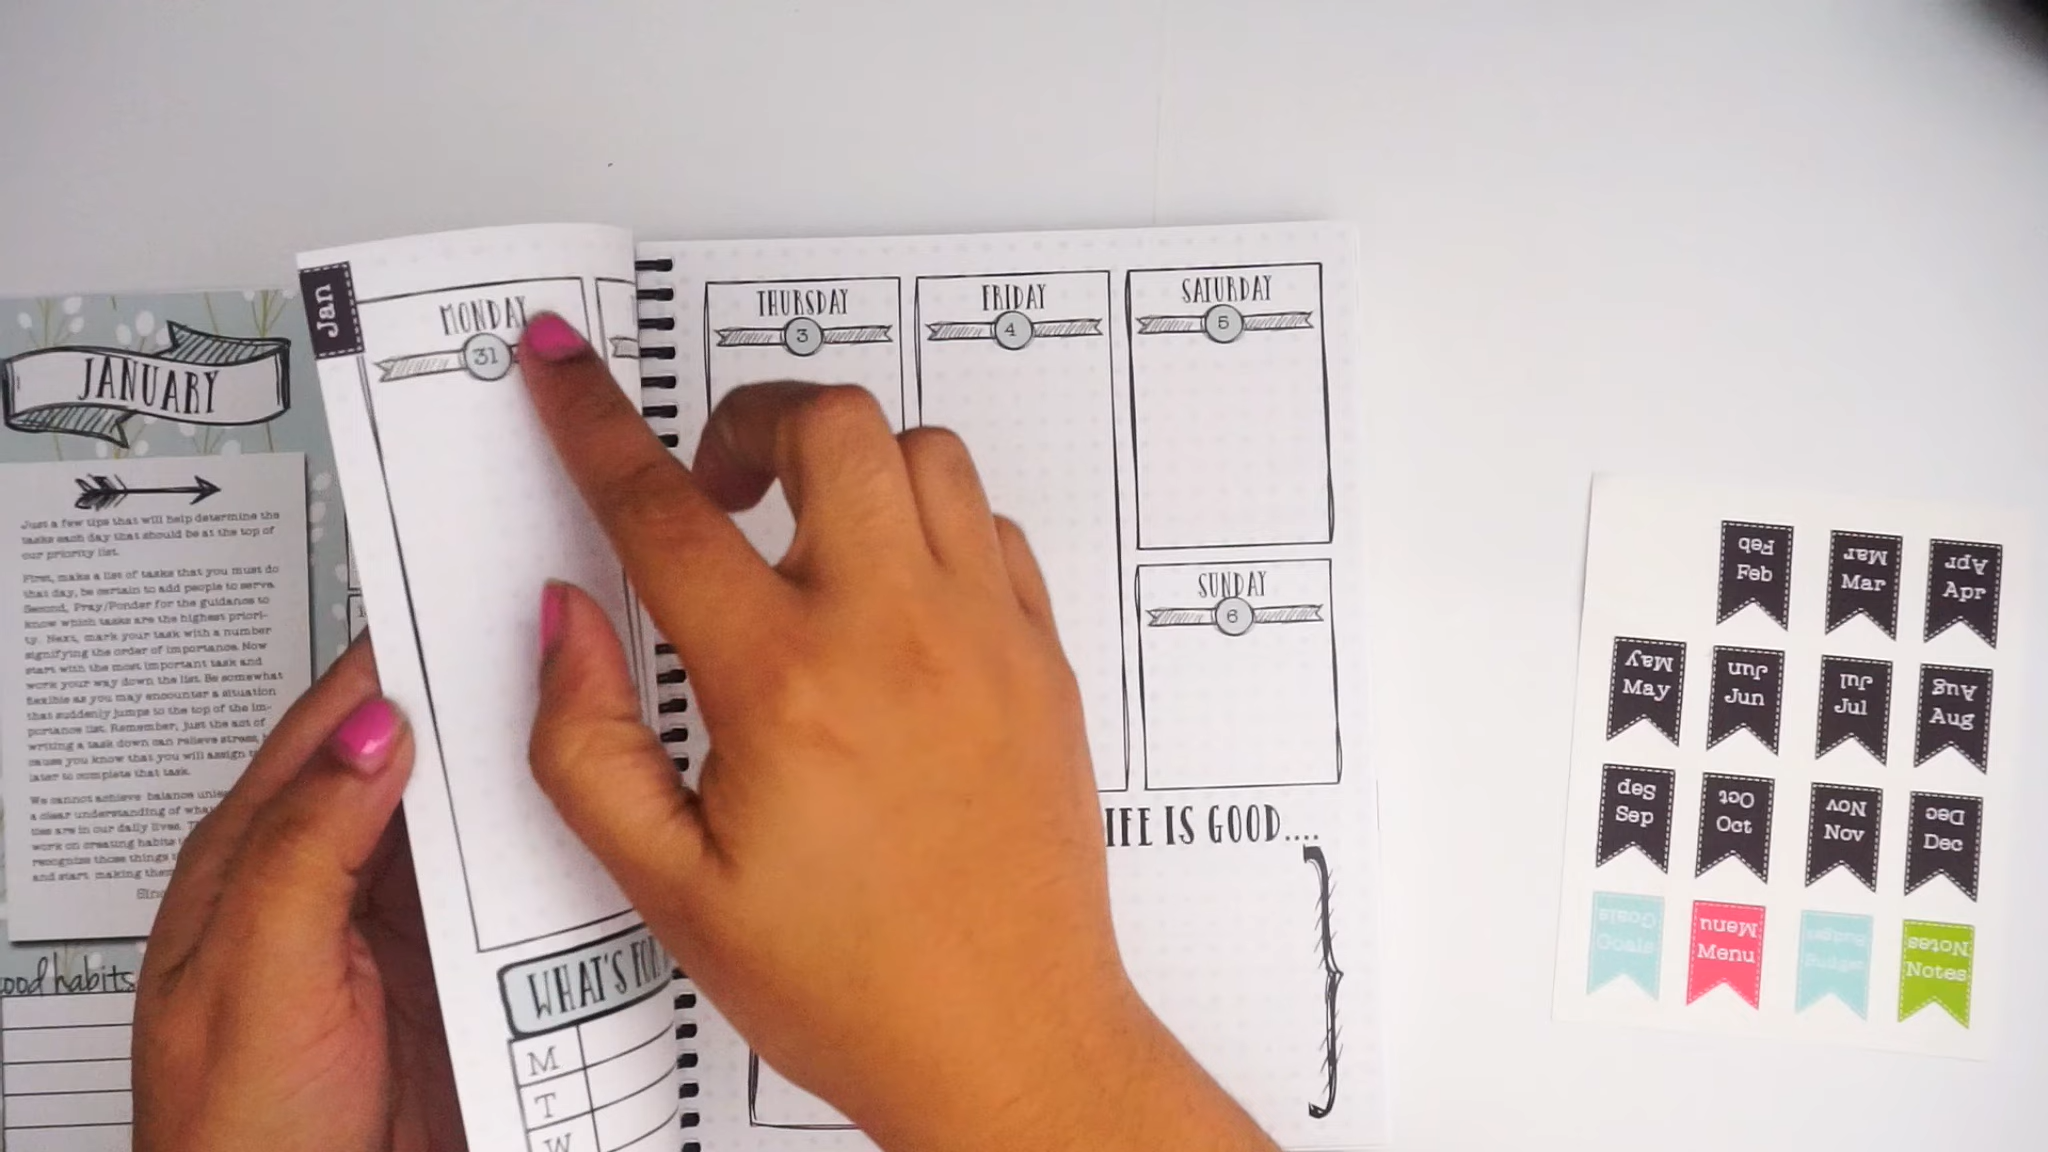 JANUARY
Just a few tips that will help determine the
tasks each day that should be at the top of
our priority list.
First, make a list of tasks that you must do
that day, be certain to add people to serve.
Second, Pray/Ponder for the guidance to
know which tasks are the highest priori-
ty. Next, mark your task with a number
signifying the order of importance. Now
start with the most important task and
work your way down the list. Be somewhat
flexible as you may encounter a situation
that suddenly jumps to the top of the im-
portance list. Remember, just the act of
writing a task down can relieve stress,
cause you know that you will assign
later to complete that task.
We cannot achieve balance
a clear understanding of
ties are in our daily lives.
work on creating habits
recognize those things
and start making
ood habits
Jan
MONDAY
31
WHAT'S FOR
M
T
W
THURSDAY
3
FRIDAY
4
SATURDAY
5
SUNDAY
6
IFE IS GOOD....
Feb
Feb
Mar
Mar
Apr
Apr
May
May
Jun
Jun
Jul
Jul
Aug
Aug
Sep
Sep
Oct
Oct
Nov
Nov
Dec
Dec
Goals
Goals
Menu
Menu
Budget
Budget
Notes
Notes